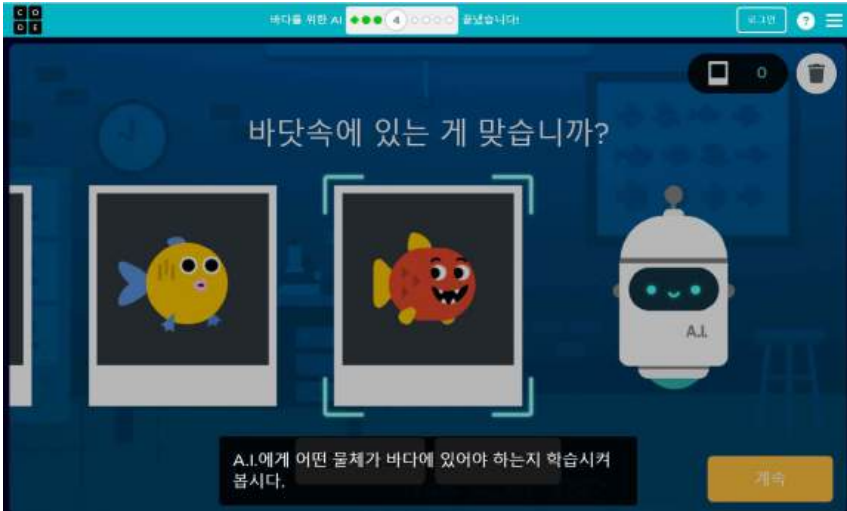 C O
D E
바다를 위한 AI
4
끝냈습니다!
로그인
?
0
바닷속에 있는 게 맞습니까?
A.I.
A.I.에게 어떤 물체가 바다에 있어야 하는지 학습시켜
봅시다.
계속